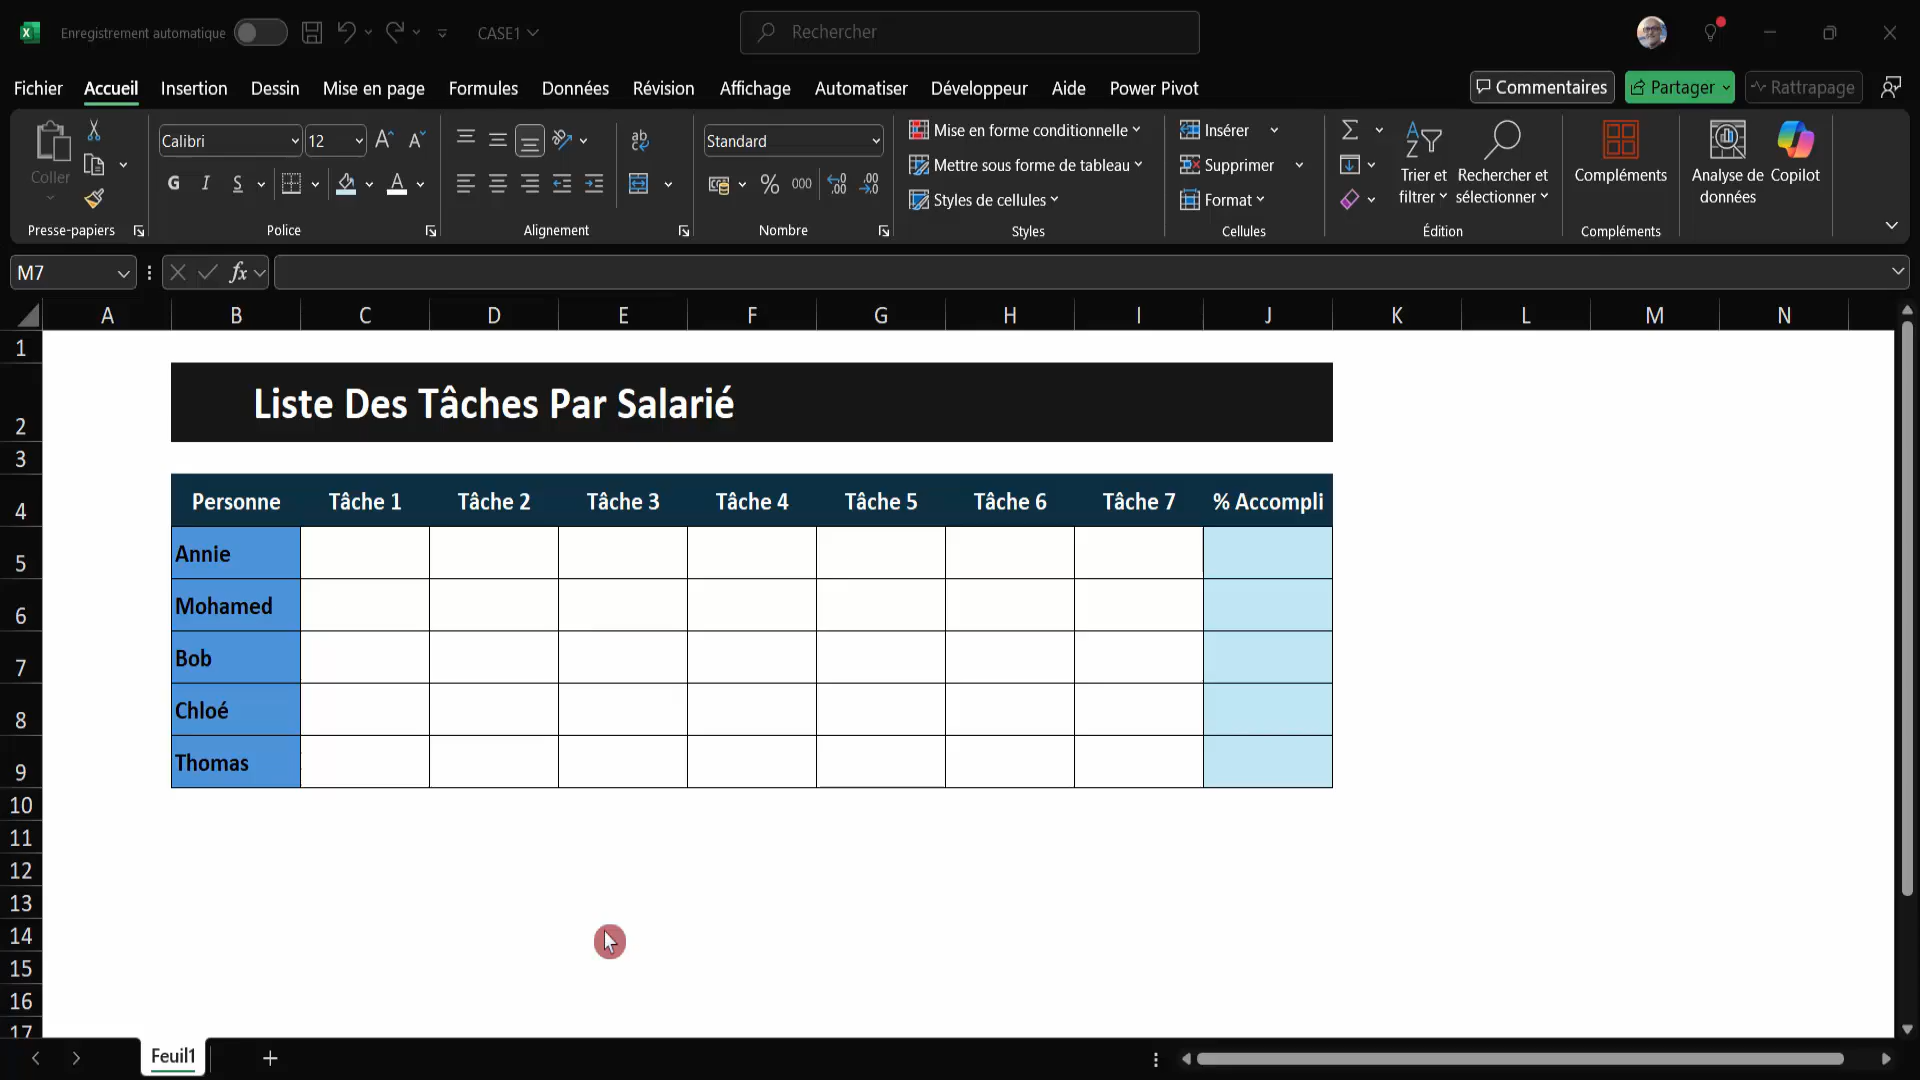 Enregistrement automatique CASE1 Rechercher
Fichier Accueil Insertion Dessin Mise en page Formules Données Révision Affichage Automatiser Développeur Aide Power Pivot Commentaires Partager Rattrapage
Coller
Presse-papiers
Calibri 12
G I S
Police
ab
Alignement
Standard
% 000
Nombre
Mise en forme conditionnelle
Mettre sous forme de tableau
Styles de cellules
Styles
Insérer
Supprimer
Format
Cellules
Trier et
filtrer
Rechercher et
sélectionner
Édition
Compléments
Compléments
Analyse de
données
Copilot
M7 fx
A B C D E F G H I J K L M N
1
2 Liste Des Tâches Par Salarié
3
4 Personne Tâche 1 Tâche 2 Tâche 3 Tâche 4 Tâche 5 Tâche 6 Tâche 7 % Accompli
5 Annie
6 Mohamed
7 Bob
8 Chloé
9 Thomas
10
11
12
13
14
15
16
17
Feuil1